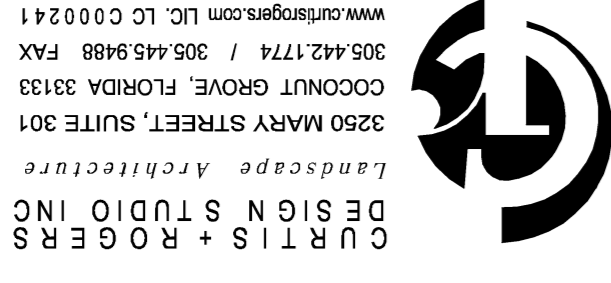 CURTIS + ROGERS
DESIGN STUDIO INC
Landscape Architecture
3250 MARY STREET, SUITE 301
COCONUT GROVE, FLORIDA 33133
305.442.1774 / 305.445.9488 FAX
www.curtisrogers.com LIC. LC C000241